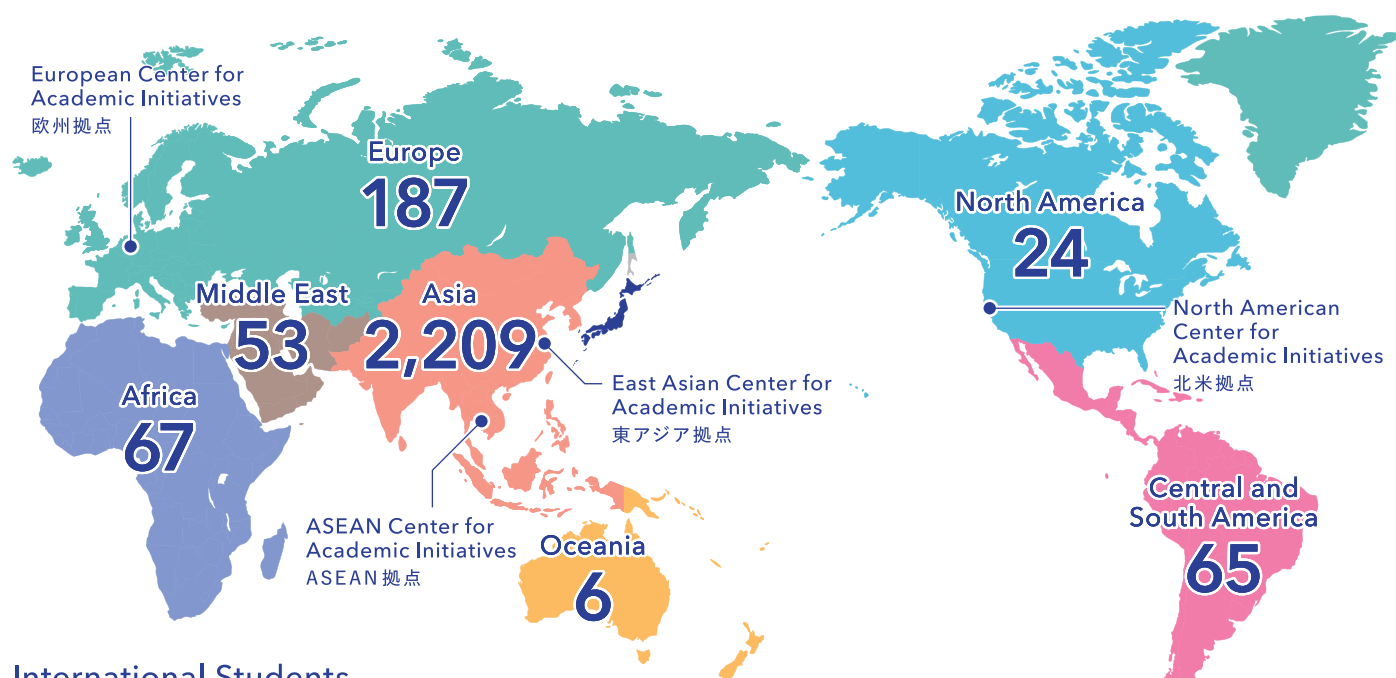 European Center for
Academic Initiatives
欧州拠点
Europe
187
North America
24
Middle East
53
Asia
2,209
North American
Center for
Academic Initiatives
北米拠点
Africa
67
East Asian Center for
Academic Initiatives
東アジア拠点
Central and
South America
65
ASEAN Center for
Academic Initiatives
ASEAN拠点
Oceania
6
International Students